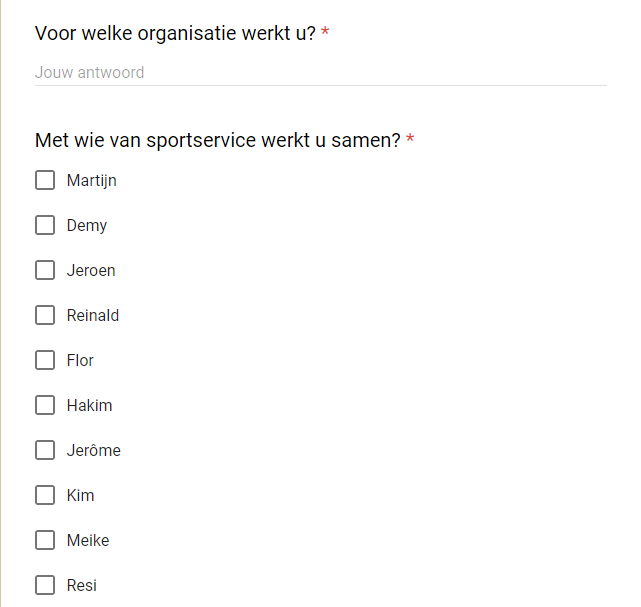 Voor welke organisatie werkt u? *
Jouw antwoord
Met wie van sportservice werkt u samen? *
Martijn
Demy
Jeroen
Reinald
Flor
Hakim
Jerôme
Kim
Meike
Resi